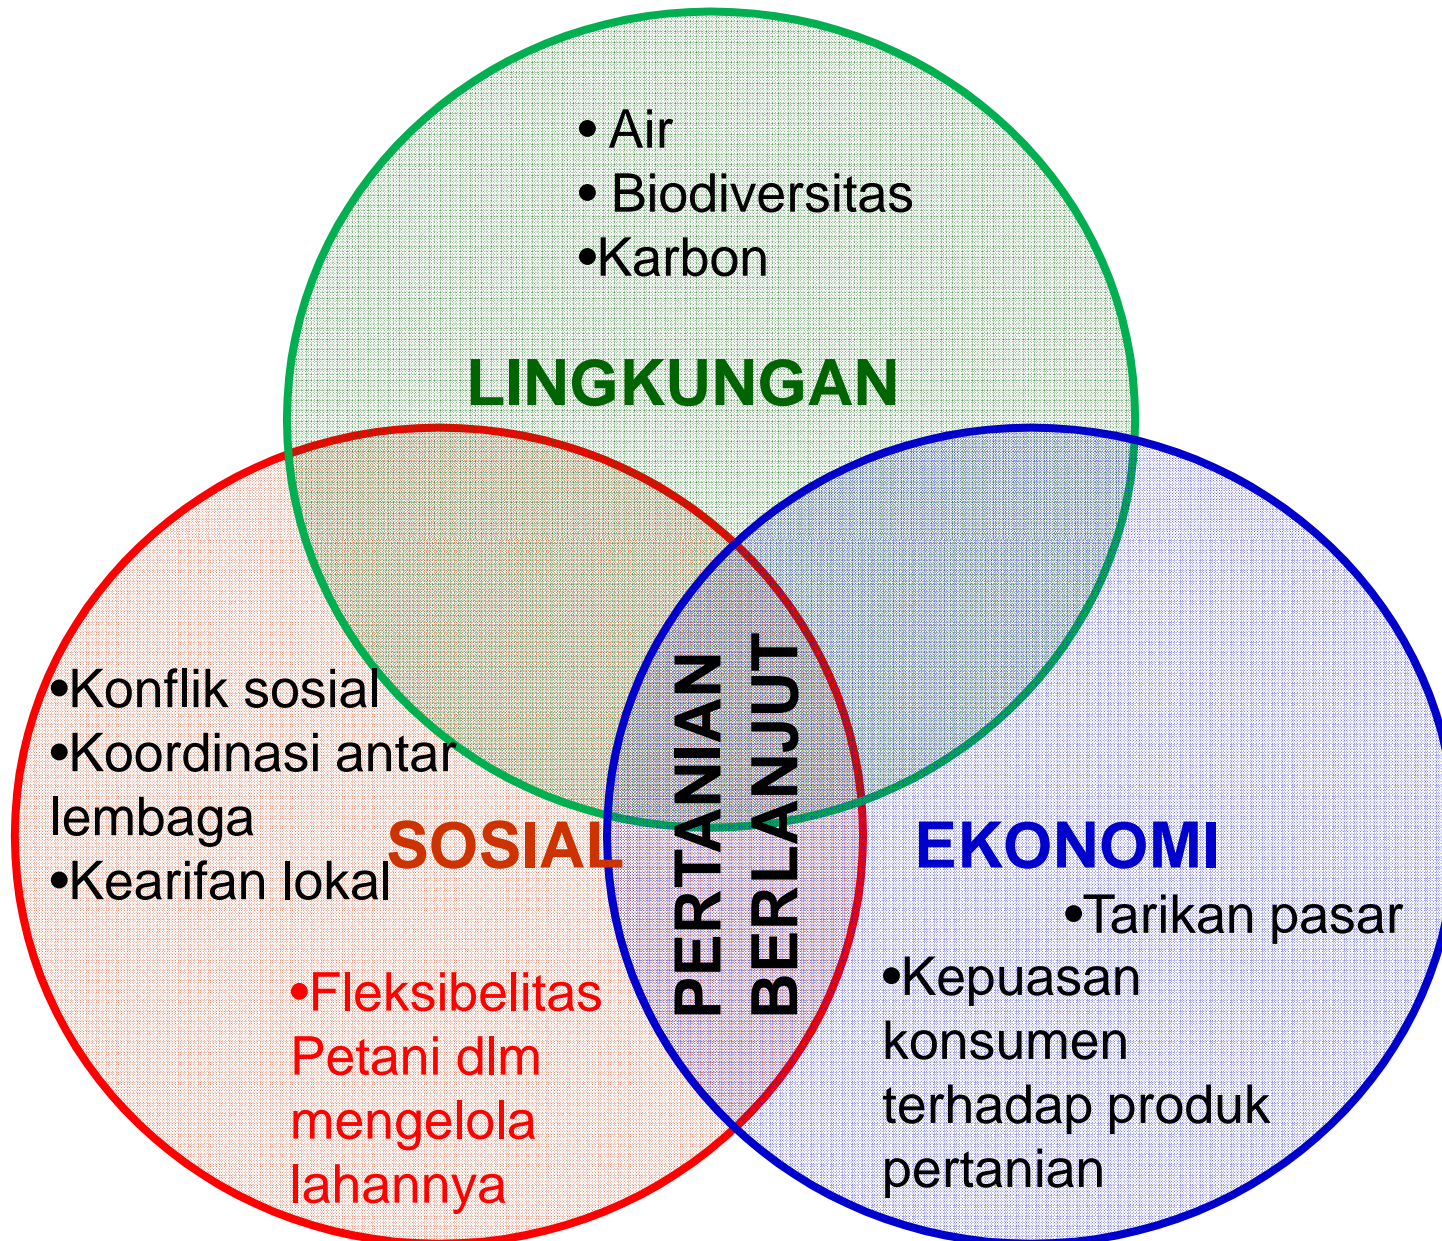 • Air
• Biodiversitas
•Karbon
LINGKUNGAN
•Konflik sosial
•Koordinasi antar
lembaga
•Kearifan lokal
SOSIAL
•Fleksibelitas
Petani dlm
mengelola
lahannya
PERTANIAN
BERLANJUT
EKONOMI
•Tarikan pasar
•Kepuasan
konsumen
terhadap produk
pertanian